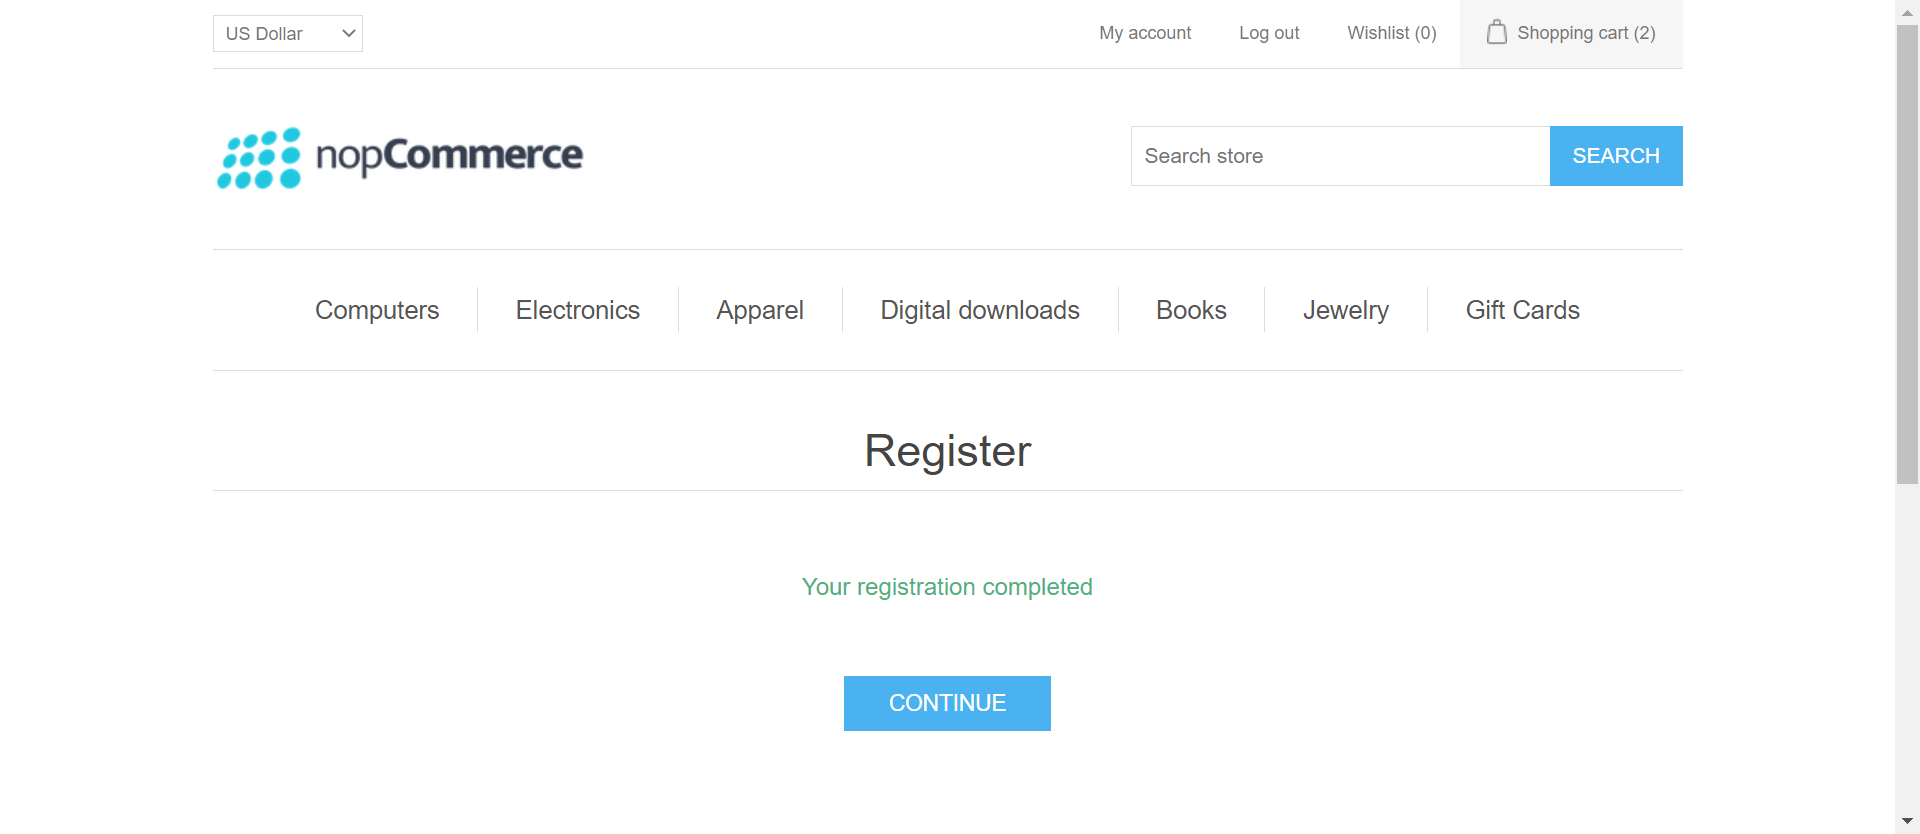 US Dollar
My account
Log out
Wishlist (0)
Shopping cart (2)
nopCommerce
Search store
SEARCH
Computers
Electronics
Apparel
Digital downloads
Books
Jewelry
Gift Cards
Register
Your registration completed
CONTINUE